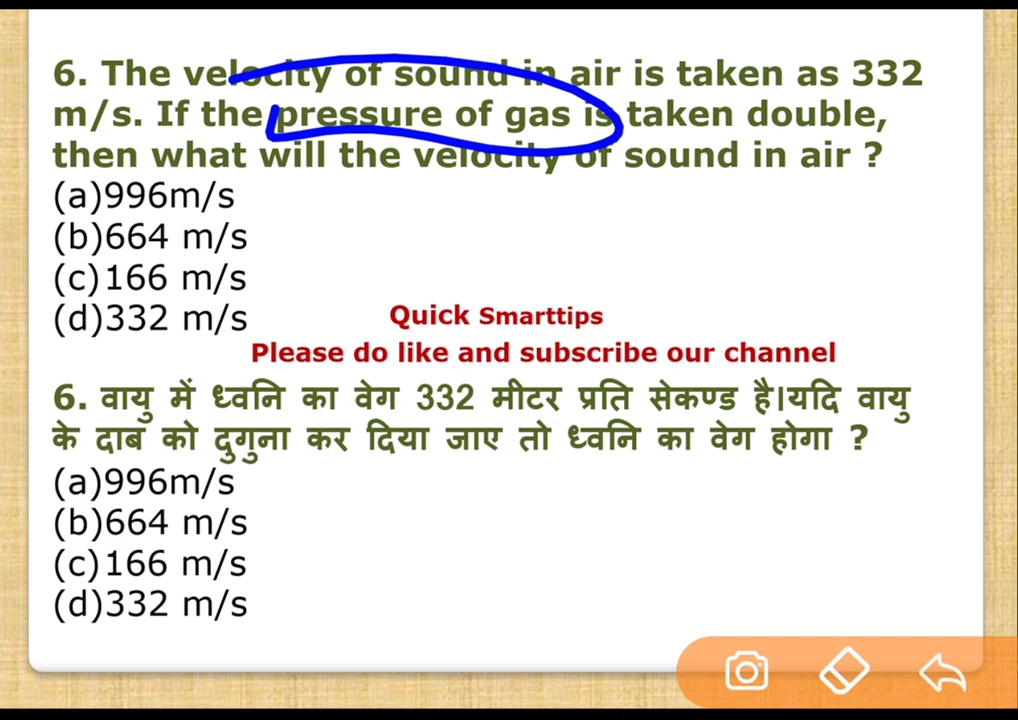 6. The velocity of sound in air is taken as 332
m/s. If the pressure of gas is taken double,
then what will the velocity of sound in air ?
(a)996m/s
(b)664 m/s
(c)166 m/s
(d)332 m/s
Quick Smarttips
Please do like and subscribe our channel
6. वायु में ध्वनि का वेग 332 मीटर प्रति सेकण्ड है।यदि वायु
के दाब को दुगुना कर दिया जाए तो ध्वनि का वेग होगा ?
(a)996m/s
(b)664 m/s
(c)166 m/s
(d)332 m/s